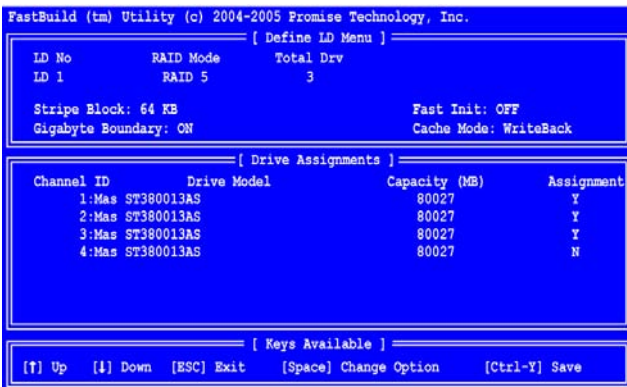 FastBuild (tm) Utility (c) 2004-2005 Promise Technology, Inc.
[ Define LD Menu ]
LD No RAID Mode Total Drv
LD 1 RAID 5 3
Stripe Block: 64 KB Fast Init: OFF
Gigabyte Boundary: ON Cache Mode: WriteBack
[ Drive Assignments ]
Channel ID Drive Model Capacity (MB) Assignment
1:Mas ST380013AS 80027 Y
2:Mas ST380013AS 80027 Y
3:Mas ST380013AS 80027 Y
4:Mas ST380013AS 80027 N
[ Keys Available ]
[↑] Up [↓] Down [ESC] Exit [Space] Change Option [Ctrl-Y] Save